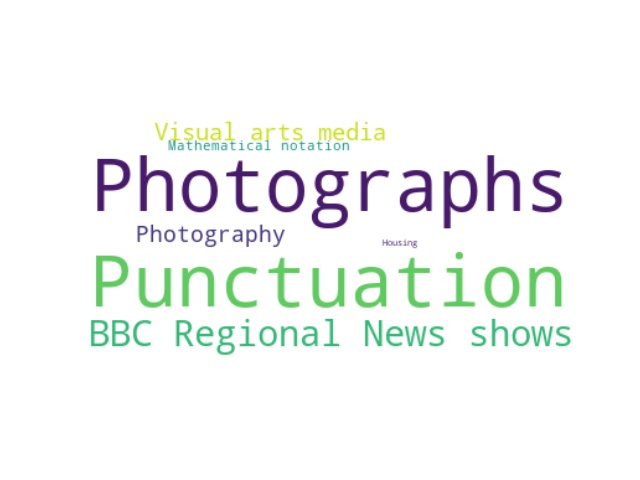 Visual arts media
Mathematical notation
Photographs
Photography
Housing
Punctuation
BBC Regional News shows